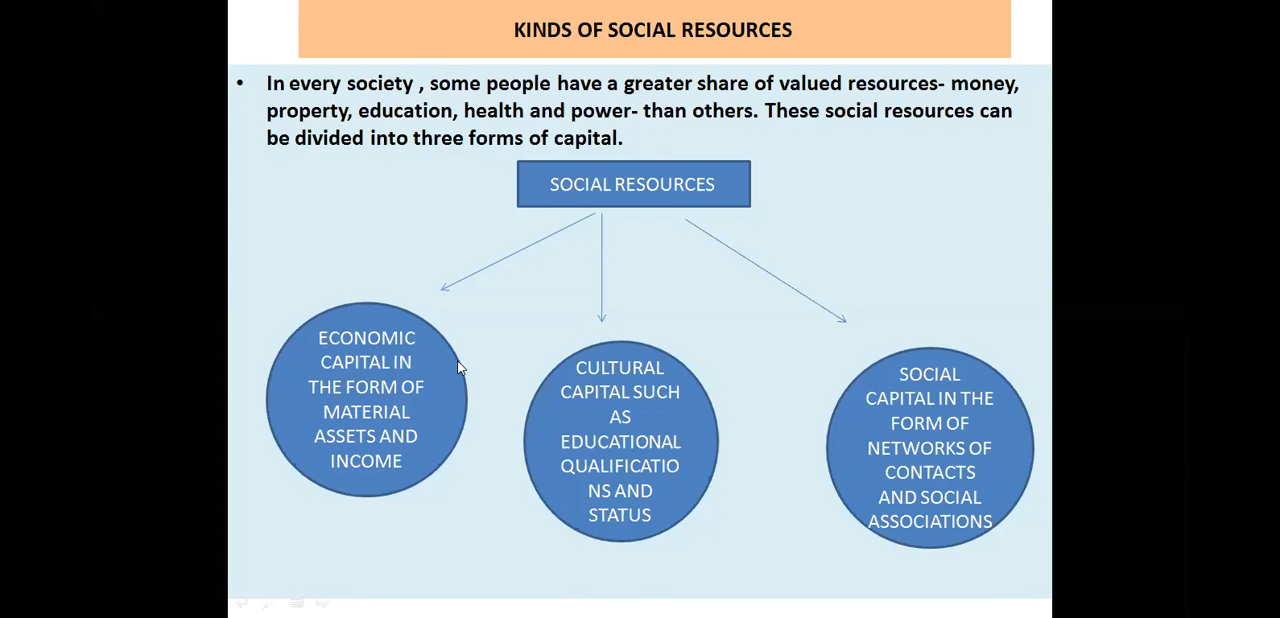 KINDS OF SOCIAL RESOURCES
• In every society , some people have a greater share of valued resources- money,
property, education, health and power- than others. These social resources can
be divided into three forms of capital.
SOCIAL RESOURCES
ECONOMIC
CAPITAL IN
THE FORM OF
MATERIAL
ASSETS AND
INCOME
CULTURAL
CAPITAL SUCH
AS
EDUCATIONAL
QUALIFICATIO
NS AND
STATUS
SOCIAL
CAPITAL IN THE
FORM OF
NETWORKS OF
CONTACTS
AND SOCIAL
ASSOCIATIONS